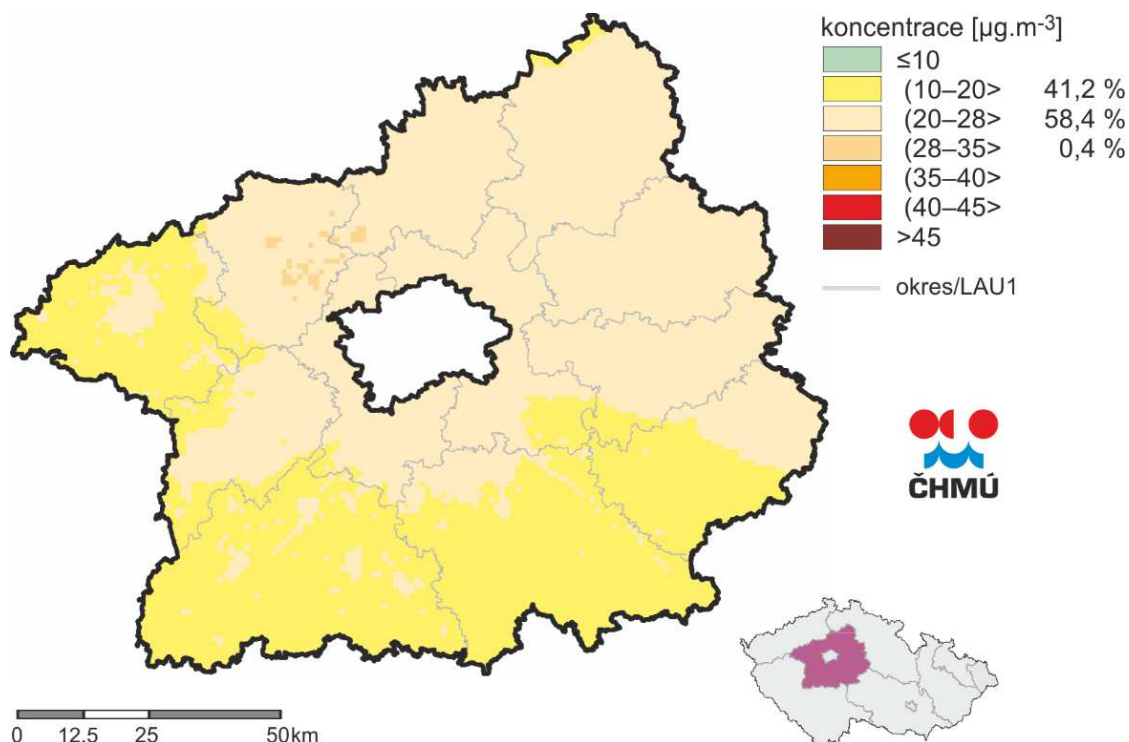 koncentrace [µg.m-3]
≤10
(10–20> 41,2 %
(20–28> 58,4 %
(28–35> 0,4 %
(35–40>
(40–45>
>45
okres/LAU1
ČHMÚ
0 12.5 25 50km